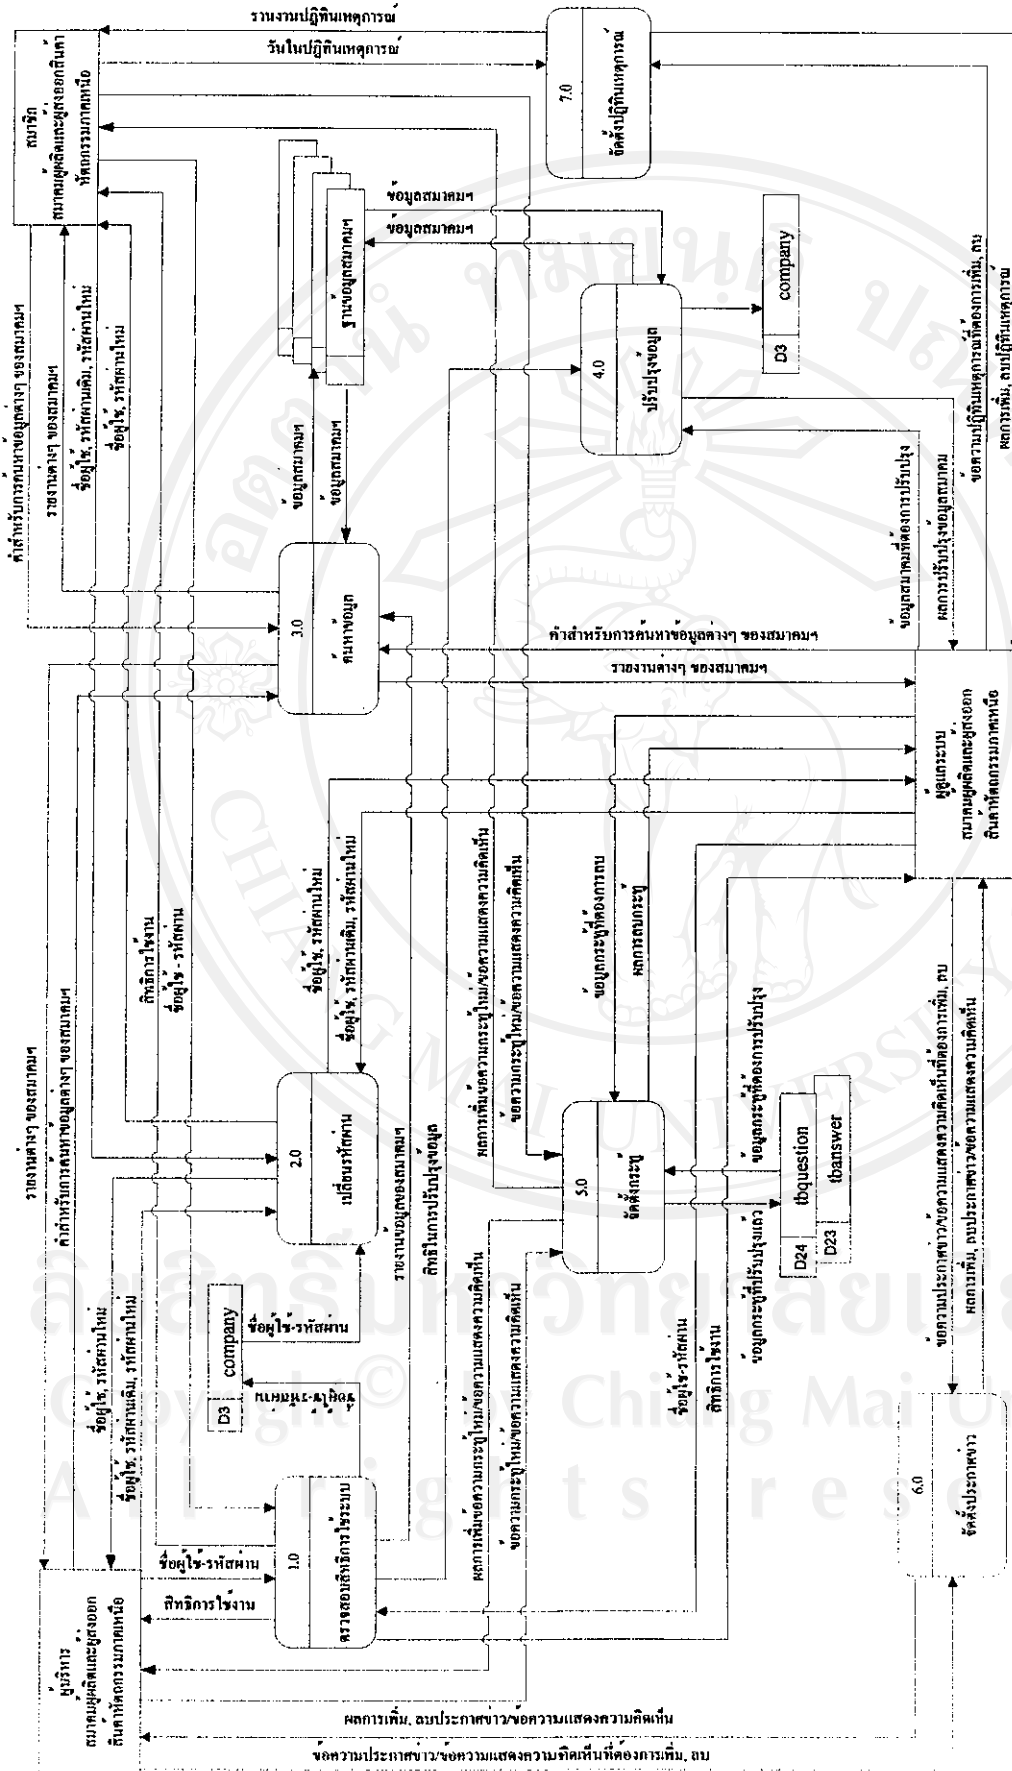 ผู้บริหาร
สมาคมผู้ผลิตและผู้ส่งออก
สินค้าหัตถกรรมภาคเหนือ
สมาชิก
สมาคมผู้ผลิตและผู้ส่งออกสินค้า
หัตถกรรมภาคเหนือ
ผู้ดูแลระบบ
สมาคมผู้ผลิตและผู้ส่งออก
สินค้าหัตถกรรมภาคเหนือ
1.0
ตรวจสอบสิทธิการใช้ระบบ
2.0
เปลี่ยนรหัสผ่าน
3.0
ค้นหาข้อมูล
4.0
ปรับปรุงข้อมูล
5.0
จัดตั้งกระทู้
6.0
จัดตั้งประกาศข่าว
7.0
จัดตั้งปฏิทินเหตุการณ์
D3 company
D3 company
D24 tbquestion
D23 tbanswer
ฐานข้อมูลสมาคมฯ
รายงานต่างๆ ของสมาคมฯ
คำสำหรับการค้นหาข้อมูลต่างๆ ของสมาคมฯ
ชื่อผู้ใช้, รหัสผ่านใหม่
ชื่อผู้ใช้, รหัสผ่านเดิม, รหัสผ่านใหม่
สิทธิการใช้งาน
ชื่อผู้ใช้ - รหัสผ่าน
ชื่อผู้ใช้-รหัสผ่าน
สิทธิการใช้งาน
ชื่อผู้ใช้-รหัสผ่าน
คำสำหรับการค้นหาข้อมูลต่างๆ ของสมาคมฯ
รายงานต่างๆ ของสมาคมฯ
ชื่อผู้ใช้, รหัสผ่านเดิม, รหัสผ่านใหม่
ชื่อผู้ใช้, รหัสผ่านใหม่
รวนงานปฏิทินเหตุการณ์
วันในปฏิทินเหตุการณ์
ข้อมูลสมาคมฯ
ข้อมูลสมาคมฯ
ข้อมูลสมาคมฯ
ข้อมูลสมาคมฯ
ชื่อผู้ใช้, รหัสผ่านใหม่
ชื่อผู้ใช้, รหัสผ่านเดิม, รหัสผ่านใหม่
รายงานข้อมูลของสมาคมฯ
สิทธิในการปรับปรุงข้อมูล
คำสำหรับการค้นหาข้อมูลต่างๆ ของสมาคมฯ
รายงานต่างๆ ของสมาคมฯ
ผลการเพิ่มข้อความกระทู้ใหม่/ข้อความแสดงความคิดเห็น
ข้อความกระทู้ใหม่/ข้อความแสดงความคิดเห็น
ผลการเพิ่มข้อความกระทู้ใหม่/ข้อความแสดงความคิดเห็น
ข้อความกระทู้ใหม่/ข้อความแสดงความคิดเห็น
ข้อมูลกระทู้ที่ต้องการลบ
ผลการลบกระทู้
ข้อมูลกระทู้ที่ต้องการปรับปรุง
ข้อมูลกระทู้ที่ปรับปรุงแล้ว
ชื่อผู้ใช้-รหัสผ่าน
สิทธิการใช้งาน
ข้อมูลสมาคมที่ต้องการปรับปรุง
ผลการปรับปรุงข้อมูลสมาคม
ข้อความปฏิทินเหตุการณ์ที่ต้องการเพิ่ม, ลบ
ผลการเพิ่ม, ลบปฏิทินเหตุการณ์
ข้อความประกาศข่าว/ข้อความแสดงความคิดเห็นที่ต้องการเพิ่ม, ลบ
ผลการเพิ่ม, ลบประกาศข่าว/ข้อความแสดงความคิดเห็น
ผลการเพิ่ม, ลบประกาศข่าว/ข้อความแสดงความคิดเห็น
ข้อความประกาศข่าว/ข้อความแสดงความคิดเห็นที่ต้องการเพิ่ม, ลบ